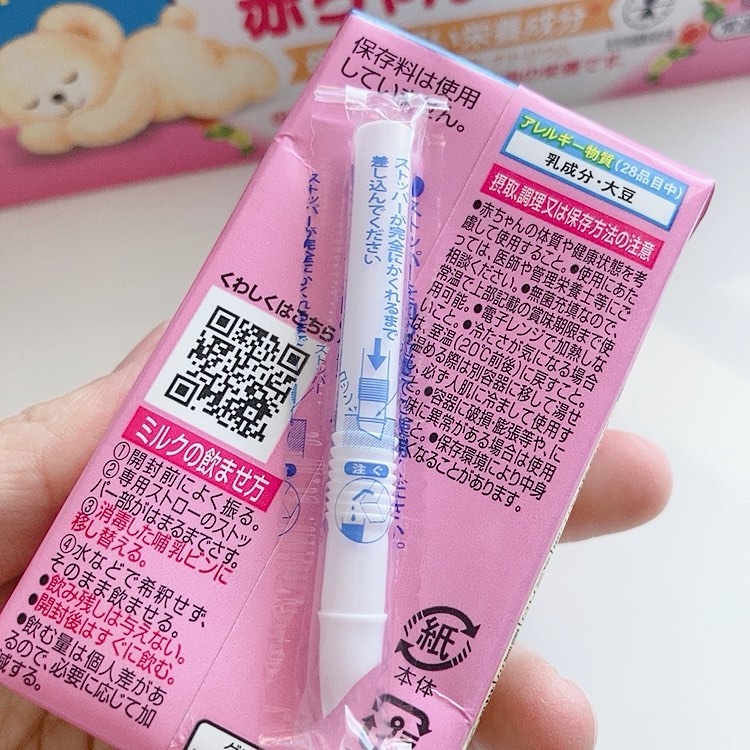 赤ちゃん
い栄養成分
の栄養です。
保存料は使用
していません。
アレルギー物質(28品目中)
乳成分・大豆
摂取、調理又は保存方法の注意
●赤ちゃんの体質や健康状態を考
慮して使用すること。●使用にあた
っては、医師や管理栄養士等にご
相談ください。●無菌充填なので、
常温で上部記載の賞味期限まで使
用可能。●電子レンジで加熱しな
いこと。●冷たさが気になる場合
は、室温(20℃前後)に戻すこと
温める際は別容器に移して湯せ
必ず人肌に冷まして使用す
●容器に破損・膨張等や、に
味に異常がある場合は使用
●保存環境により中身
なることがあります。
ストッパーが完全にかくれるまで
差し込んでください
注ぐ
くわしくはこちら
ミルクの飲ませ方
①開封前によく振る。
②専用ストローのストッ
パー部がはまるまでさす。
③消毒した哺乳ビンに
移し替える。
④水などで希釈せず、
そのまま飲ませる。
●飲み残しは与えない。
●開封後はすぐに飲む。
●飲む量は個人差があ
るので、必要に応じて加
減する。
紙
本体